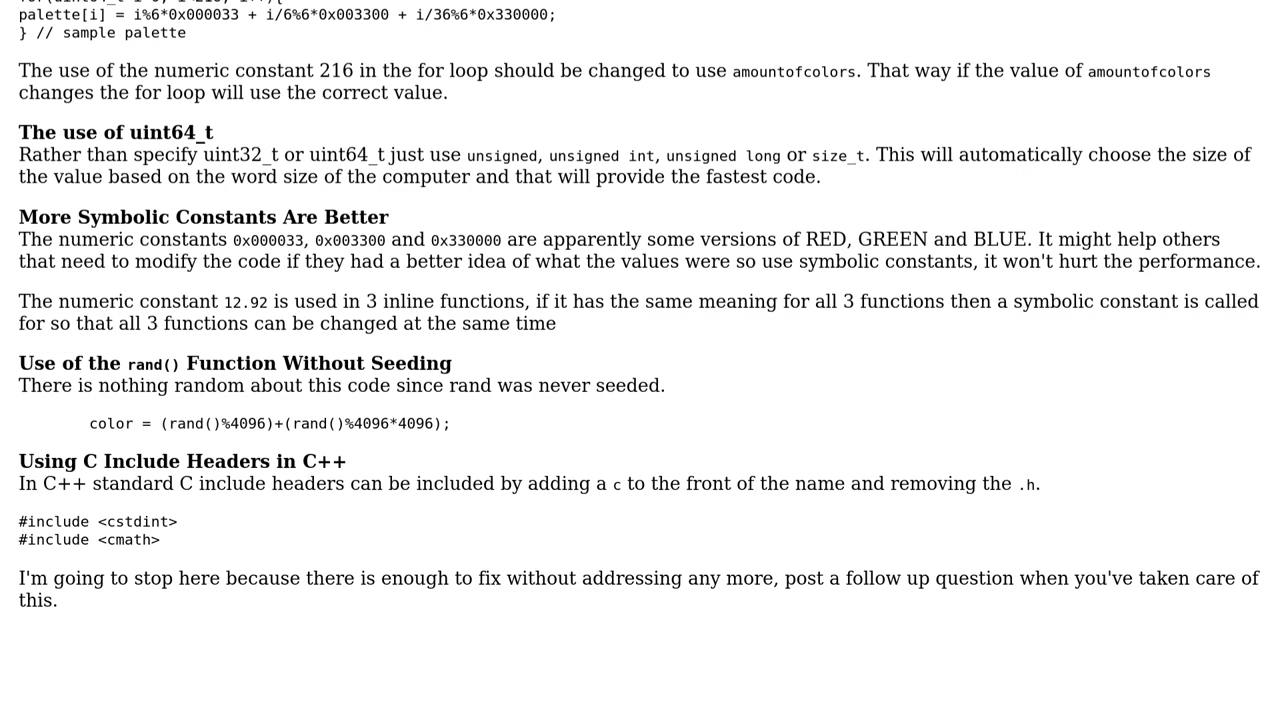 palette[i] = i%6*0x000033 + i/6%6*0x003300 + i/36%6*0x330000;
} // sample palette
The use of the numeric constant 216 in the for loop should be changed to use amountofcolors. That way if the value of amountofcolors
changes the for loop will use the correct value.
The use of uint64_t
Rather than specify uint32_t or uint64_t just use unsigned, unsigned int, unsigned long or size_t. This will automatically choose the size of
the value based on the word size of the computer and that will provide the fastest code.
More Symbolic Constants Are Better
The numeric constants 0x000033, 0x003300 and 0x330000 are apparently some versions of RED, GREEN and BLUE. It might help others
that need to modify the code if they had a better idea of what the values were so use symbolic constants, it won't hurt the performance.
The numeric constant 12.92 is used in 3 inline functions, if it has the same meaning for all 3 functions then a symbolic constant is called
for so that all 3 functions can be changed at the same time
Use of the rand() Function Without Seeding
There is nothing random about this code since rand was never seeded.
color = (rand()%4096)+(rand()%4096*4096);
Using C Include Headers in C++
In C++ standard C include headers can be included by adding a c to the front of the name and removing the .h.
#include <cstdint>
#include <cmath>
I'm going to stop here because there is enough to fix without addressing any more, post a follow up question when you've taken care of
this.